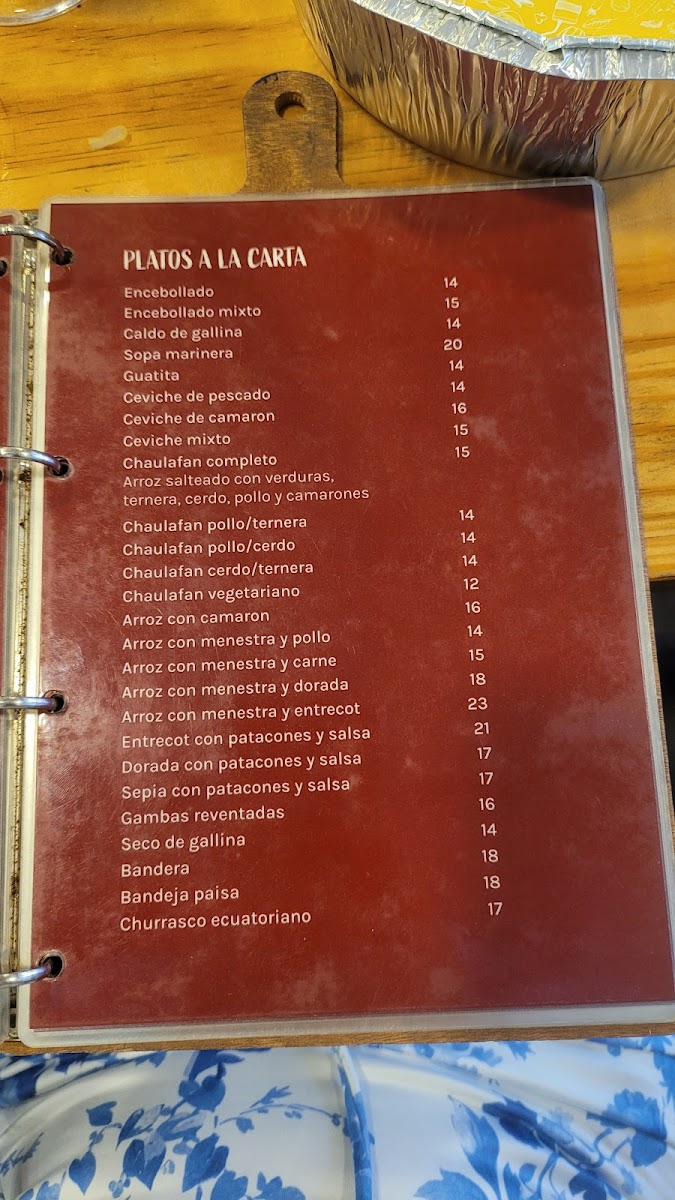 PLATOS A LA CARTA
Encebollado 14
Encebollado mixto 15
Caldo de gallina 14
Sopa marinera 20
Guatita 14
Ceviche de pescado 14
Ceviche de camaron 16
Ceviche mixto 15
Chaulafan completo 15
Arroz salteado con verduras,
ternera, cerdo, pollo y camarones
Chaulafan pollo/ternera 14
Chaulafan pollo/cerdo 14
Chaulafan cerdo/ternera 14
Chaulafan vegetariano 12
Arroz con camaron 16
Arroz con menestra y pollo 14
Arroz con menestra y carne 15
Arroz con menestra y dorada 18
Arroz con menestra y entrecot 23
Entrecot con patacones y salsa 21
Dorada con patacones y salsa 17
Sepia con patacones y salsa 17
Gambas reventadas 16
Seco de gallina 14
Bandera 18
Bandeja paisa 18
Churrasco ecuatoriano 17